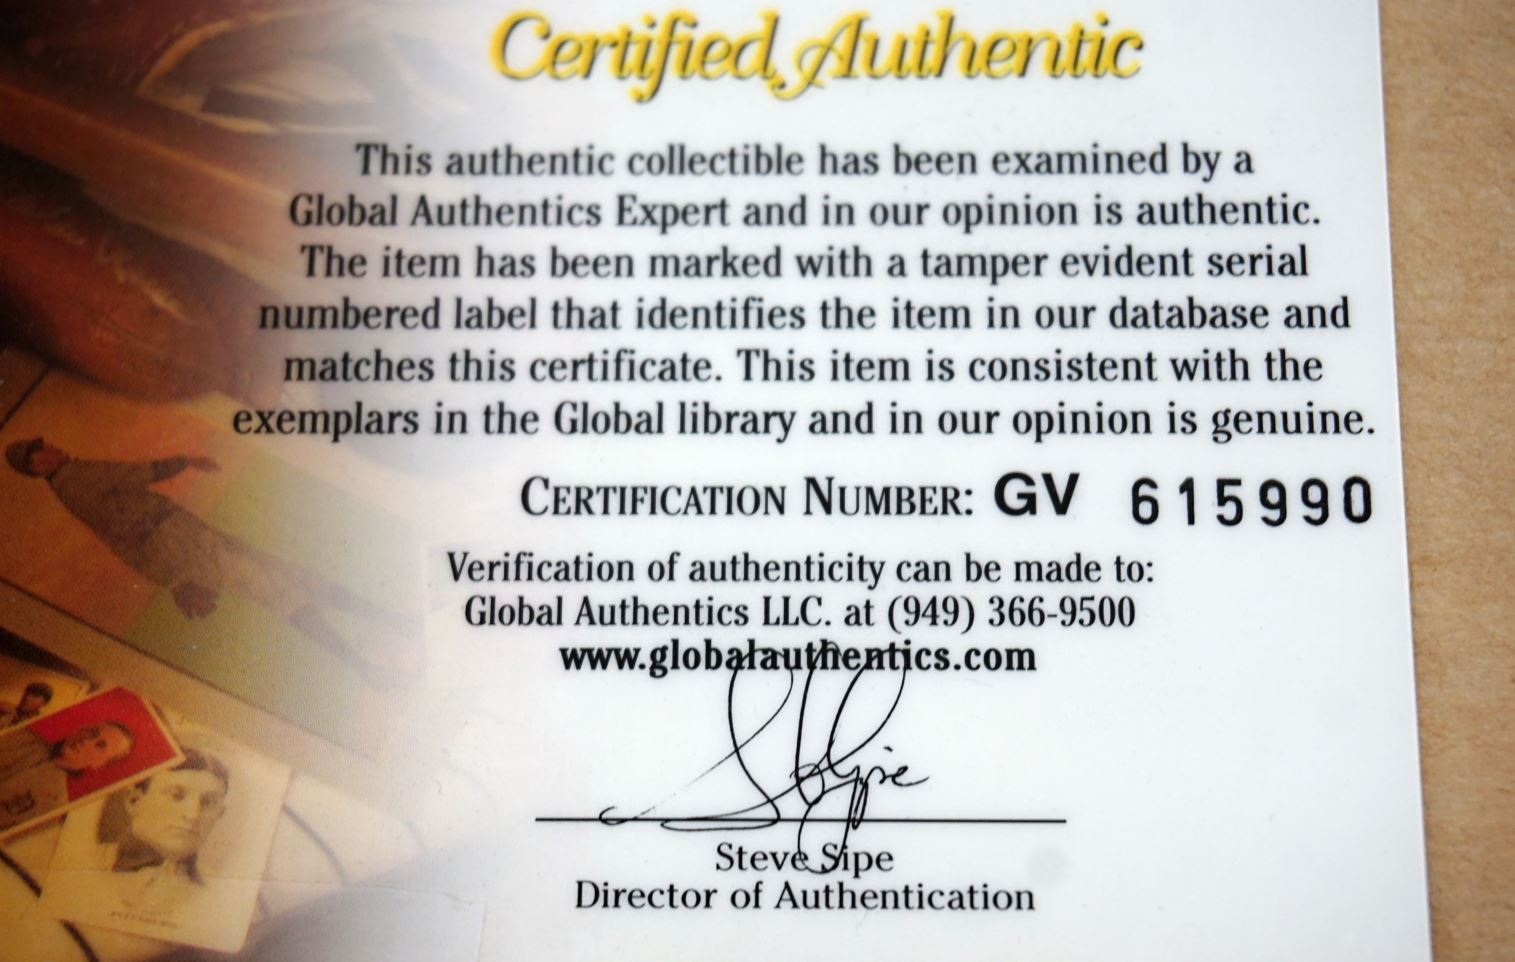 Certified Authentic
This authentic collectible has been examined by a
Global Authentics Expert and in our opinion is authentic.
The item has been marked with a tamper evident serial
numbered label that identifies the item in our database and
matches this certificate. This item is consistent with the
exemplars in the Global library and in our opinion is genuine.
CERTIFICATION NUMBER: GV 615990
Verification of authenticity can be made to:
Global Authentics LLC. at (949) 366-9500
www.globalauthentics.com
Steve Sipe
Director of Authentication